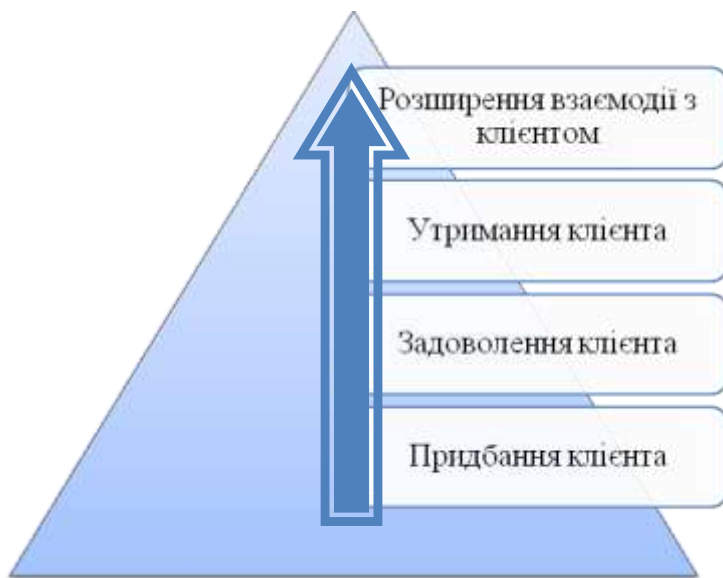 Розширення взаємодії з
клієнтом
Утримання клієнта
Задоволення клієнта
Придбання клієнта